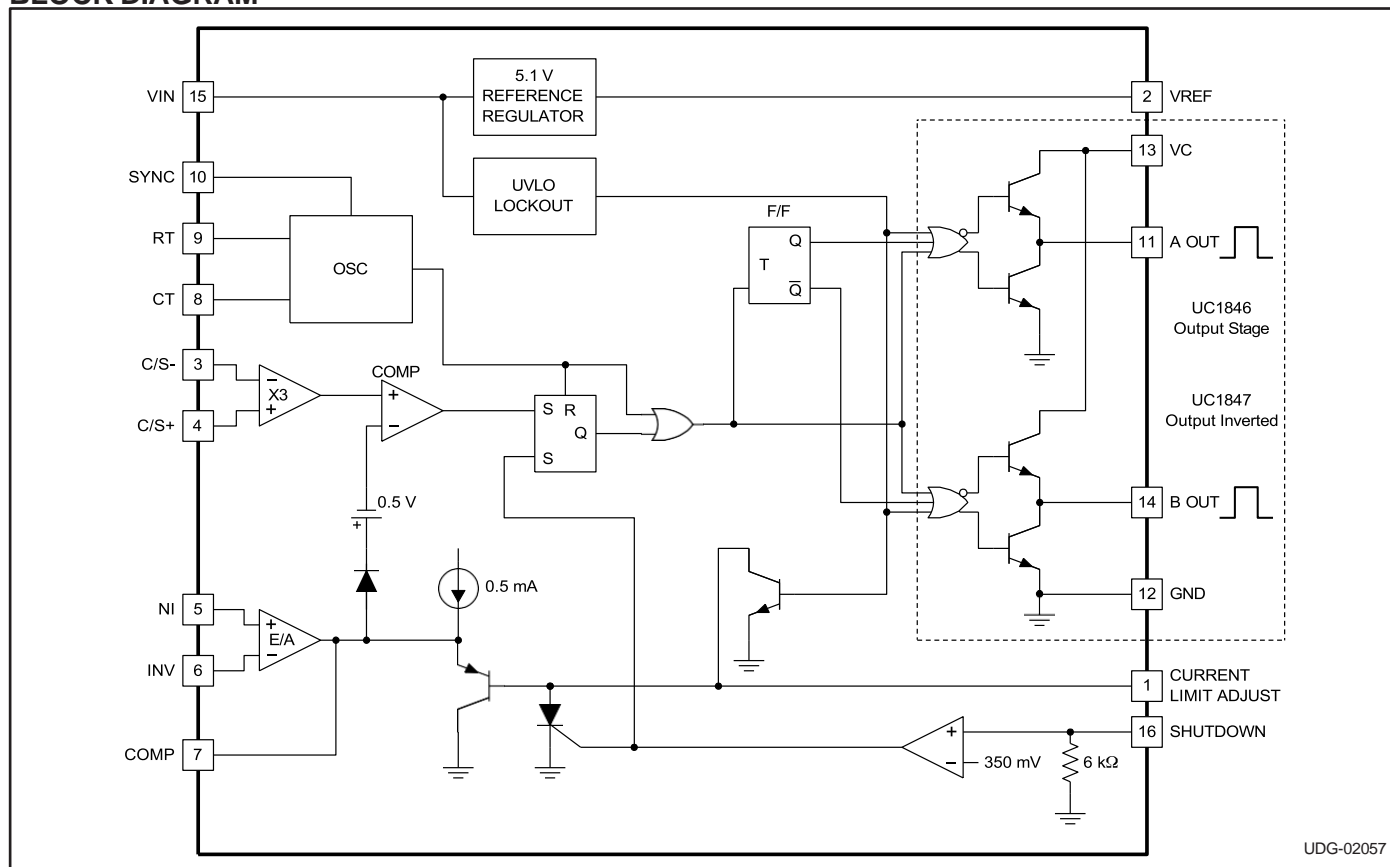 BLOCK DIAGRAM
5.1 V
REFERENCE
REGULATOR
VIN 15
2 VREF
13 VC
SYNC 10
UVLO
LOCKOUT
RT 9
OSC
CT 8
F/F
T
Q
Q̅
11 A OUT
UC1846
Output Stage
C/S- 3
−
X3
+
C/S+ 4
COMP
+
−
S R
Q
S
UC1847
Output Inverted
0.5 V
+
14 B OUT
0.5 mA
NI 5
+
E/A
−
INV 6
12 GND
1 CURRENT
LIMIT ADJUST
COMP 7
+
−
350 mV
6 kΩ
16 SHUTDOWN
UDG-02057